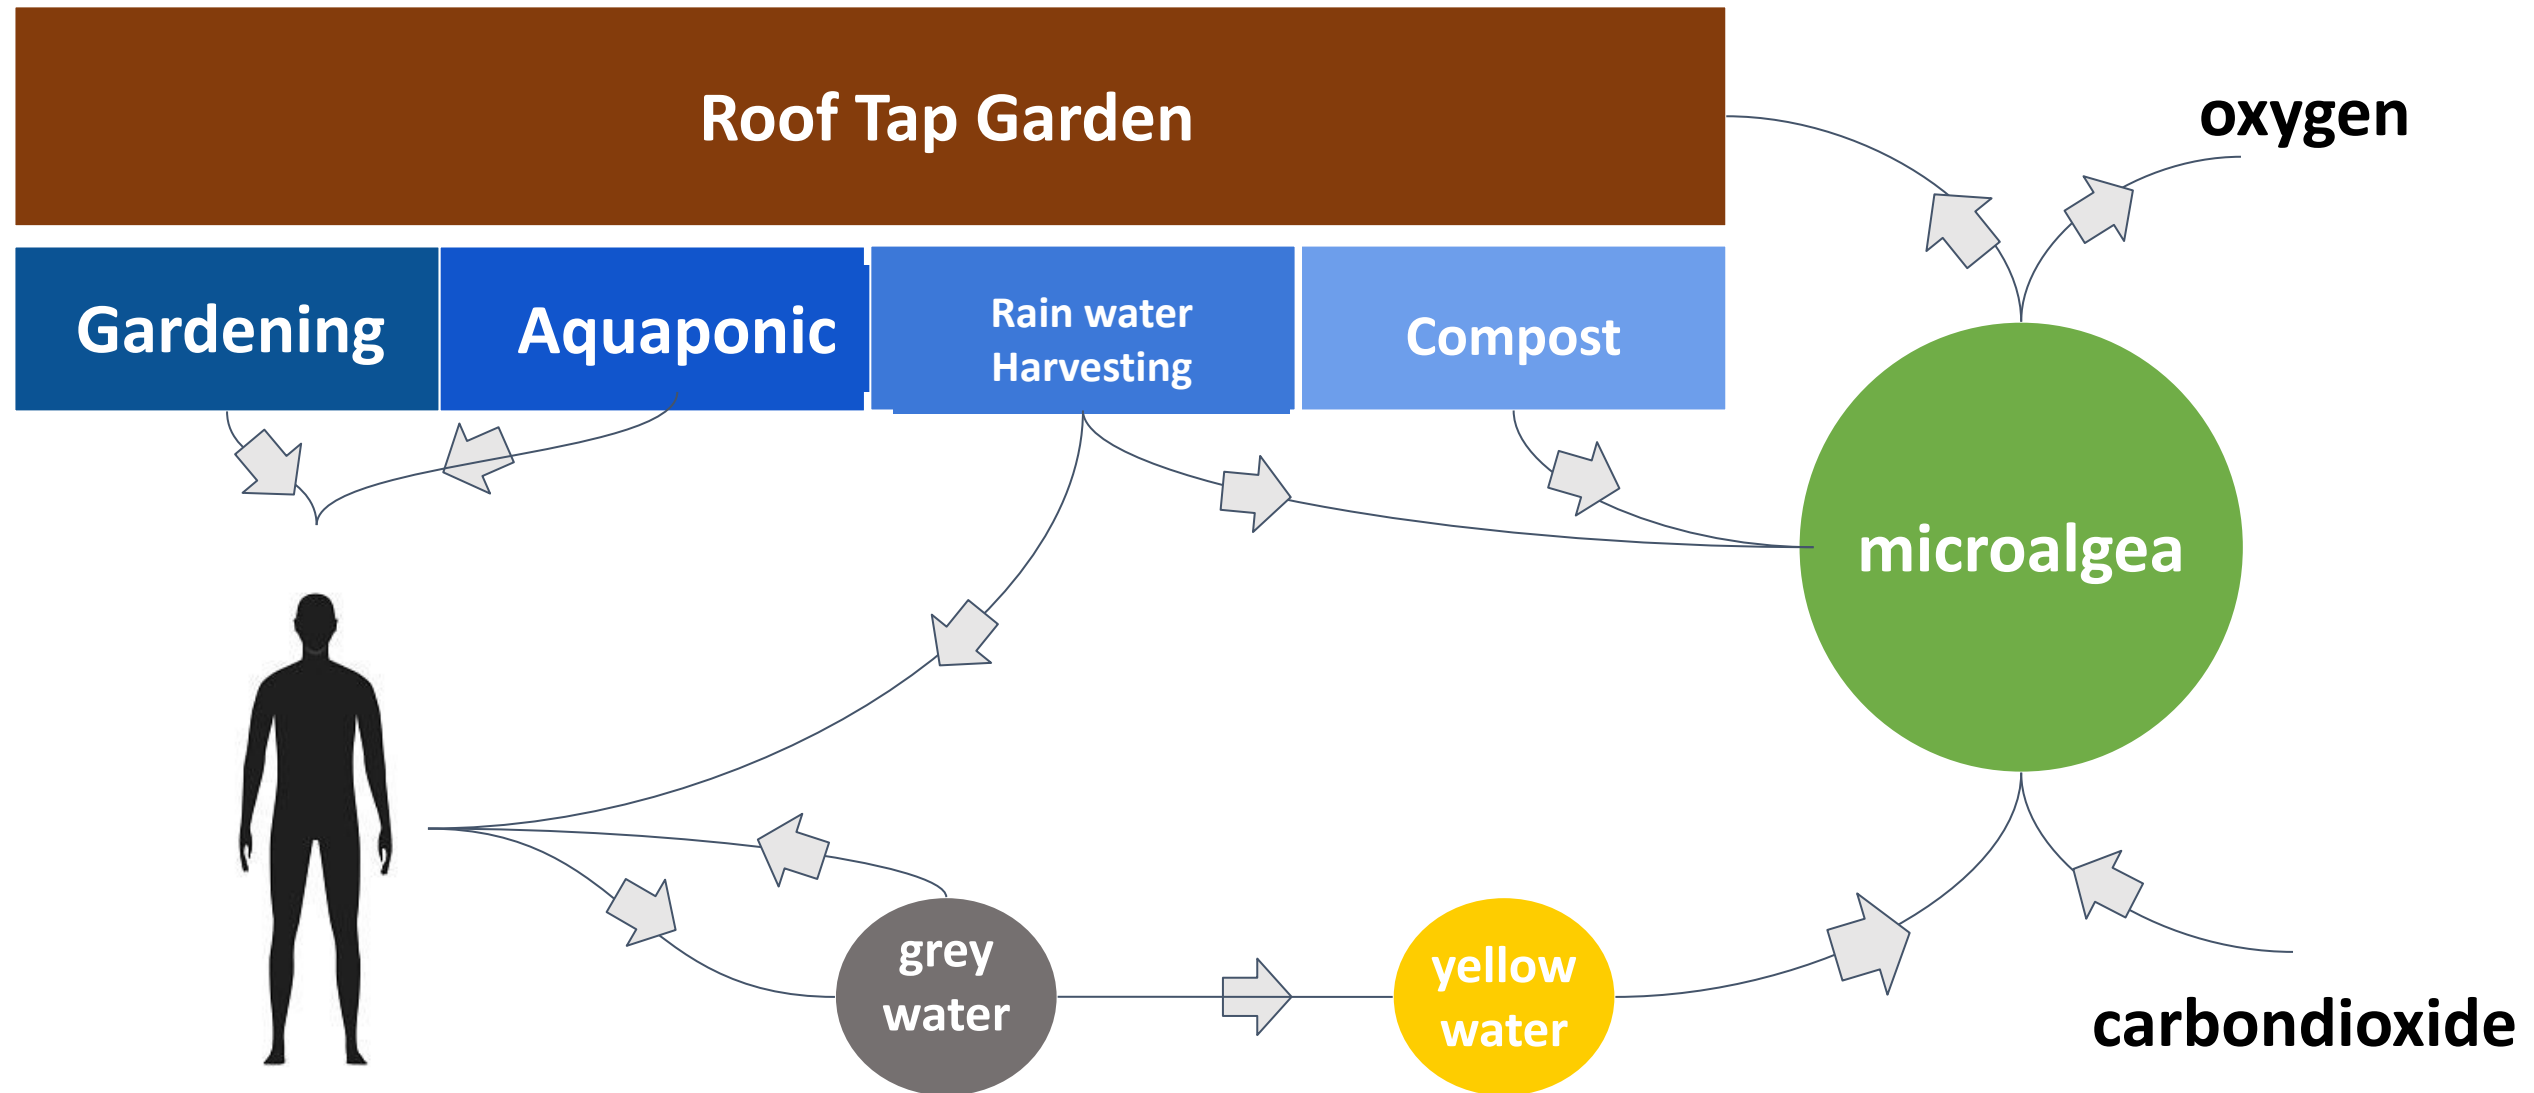 Roof Tap Garden
oxygen
Gardening
Aquaponic
Rain water
Harvesting
Compost
microalgea
grey
water
yellow
water
carbondioxide